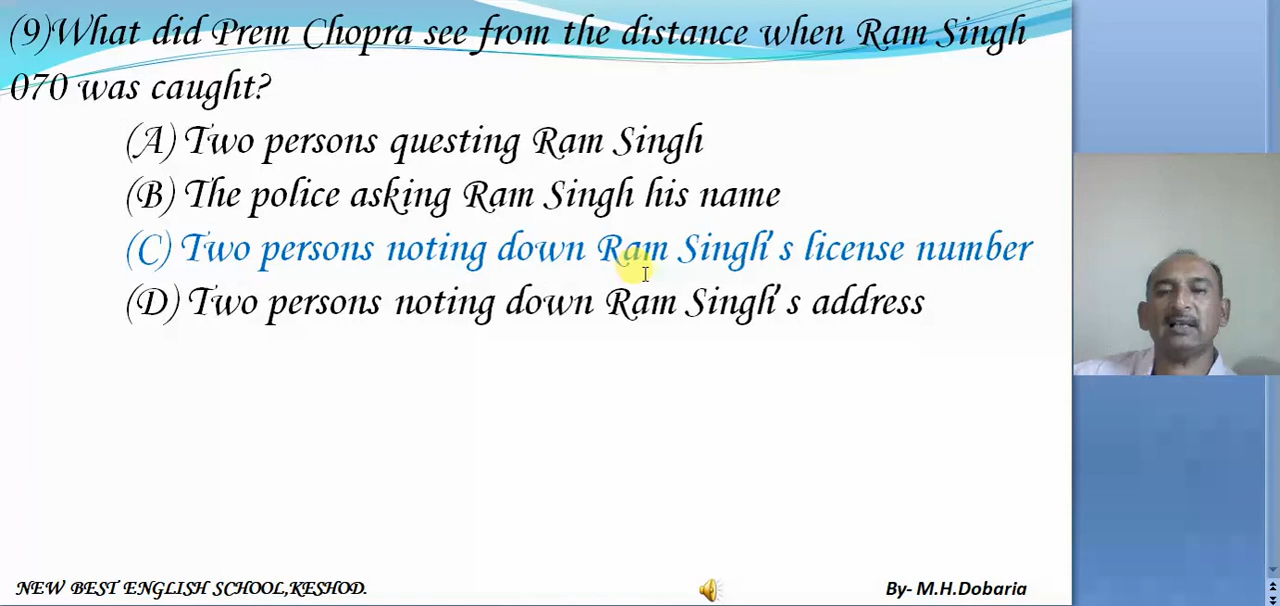 (9)What did Prem Chopra see from the distance when Ram Singh
070 was caught?
(A) Two persons questing Ram Singh
(B) The police asking Ram Singh his name
(C) Two persons noting down Ram Singh's license number
(D) Two persons noting down Ram Singh's address
NEW BEST ENGLISH SCHOOL,KESHOD.
By- M.H.Dobaria